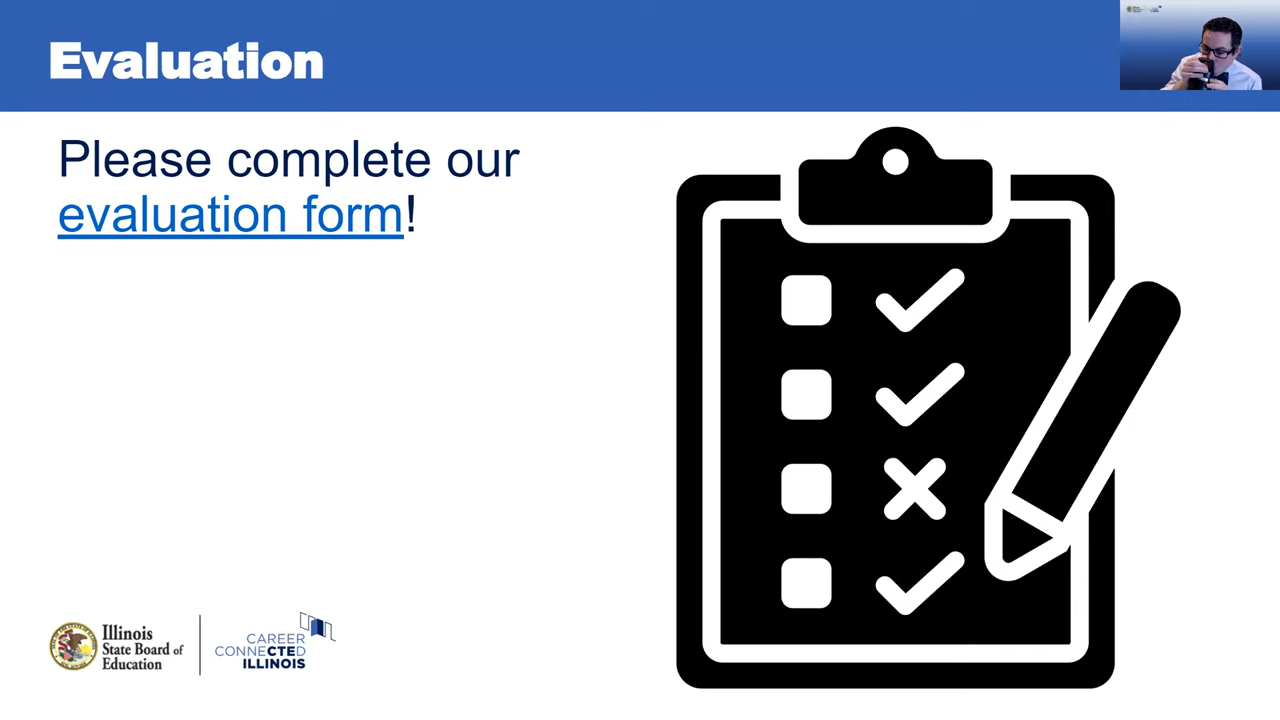 Evaluation
Please complete our
evaluation form!
Illinois
State Board of
Education
CAREER
CONNECTED
ILLINOIS